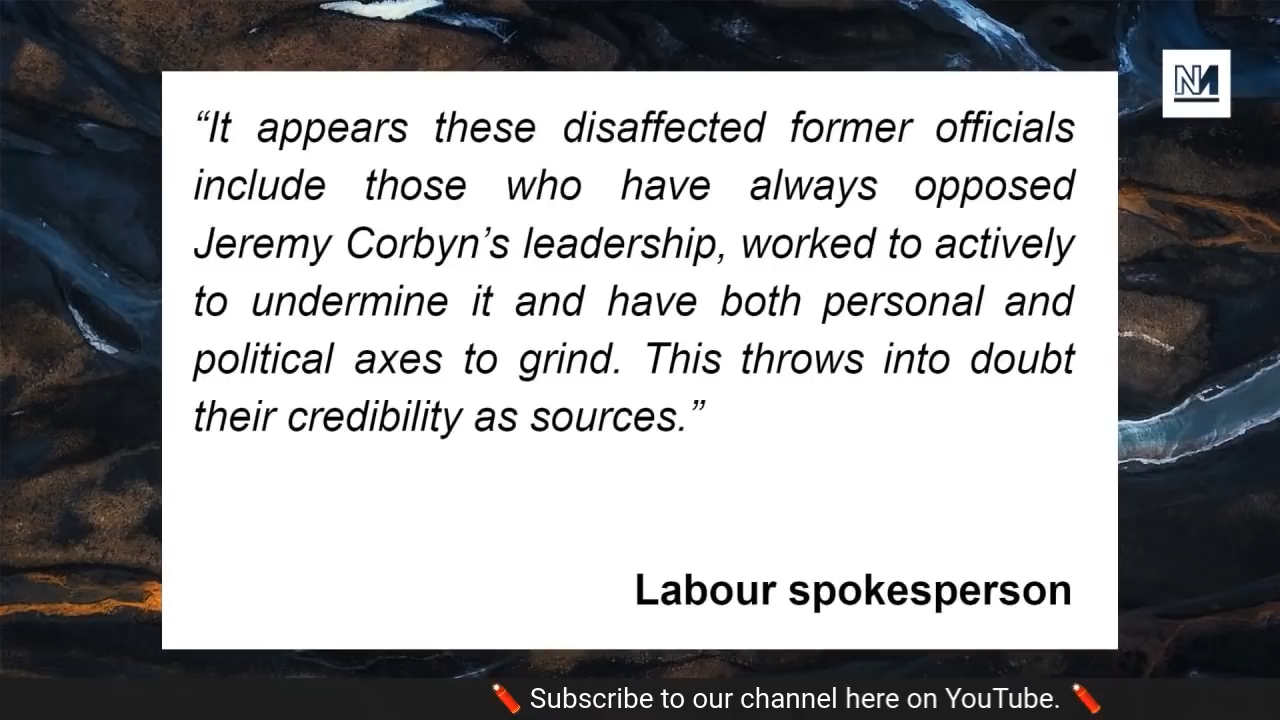 “It appears these disaffected former officials
include those who have always opposed
Jeremy Corbyn’s leadership, worked to actively
to undermine it and have both personal and
political axes to grind. This throws into doubt
their credibility as sources.”
Labour spokesperson
NM
Subscribe to our channel here on YouTube.